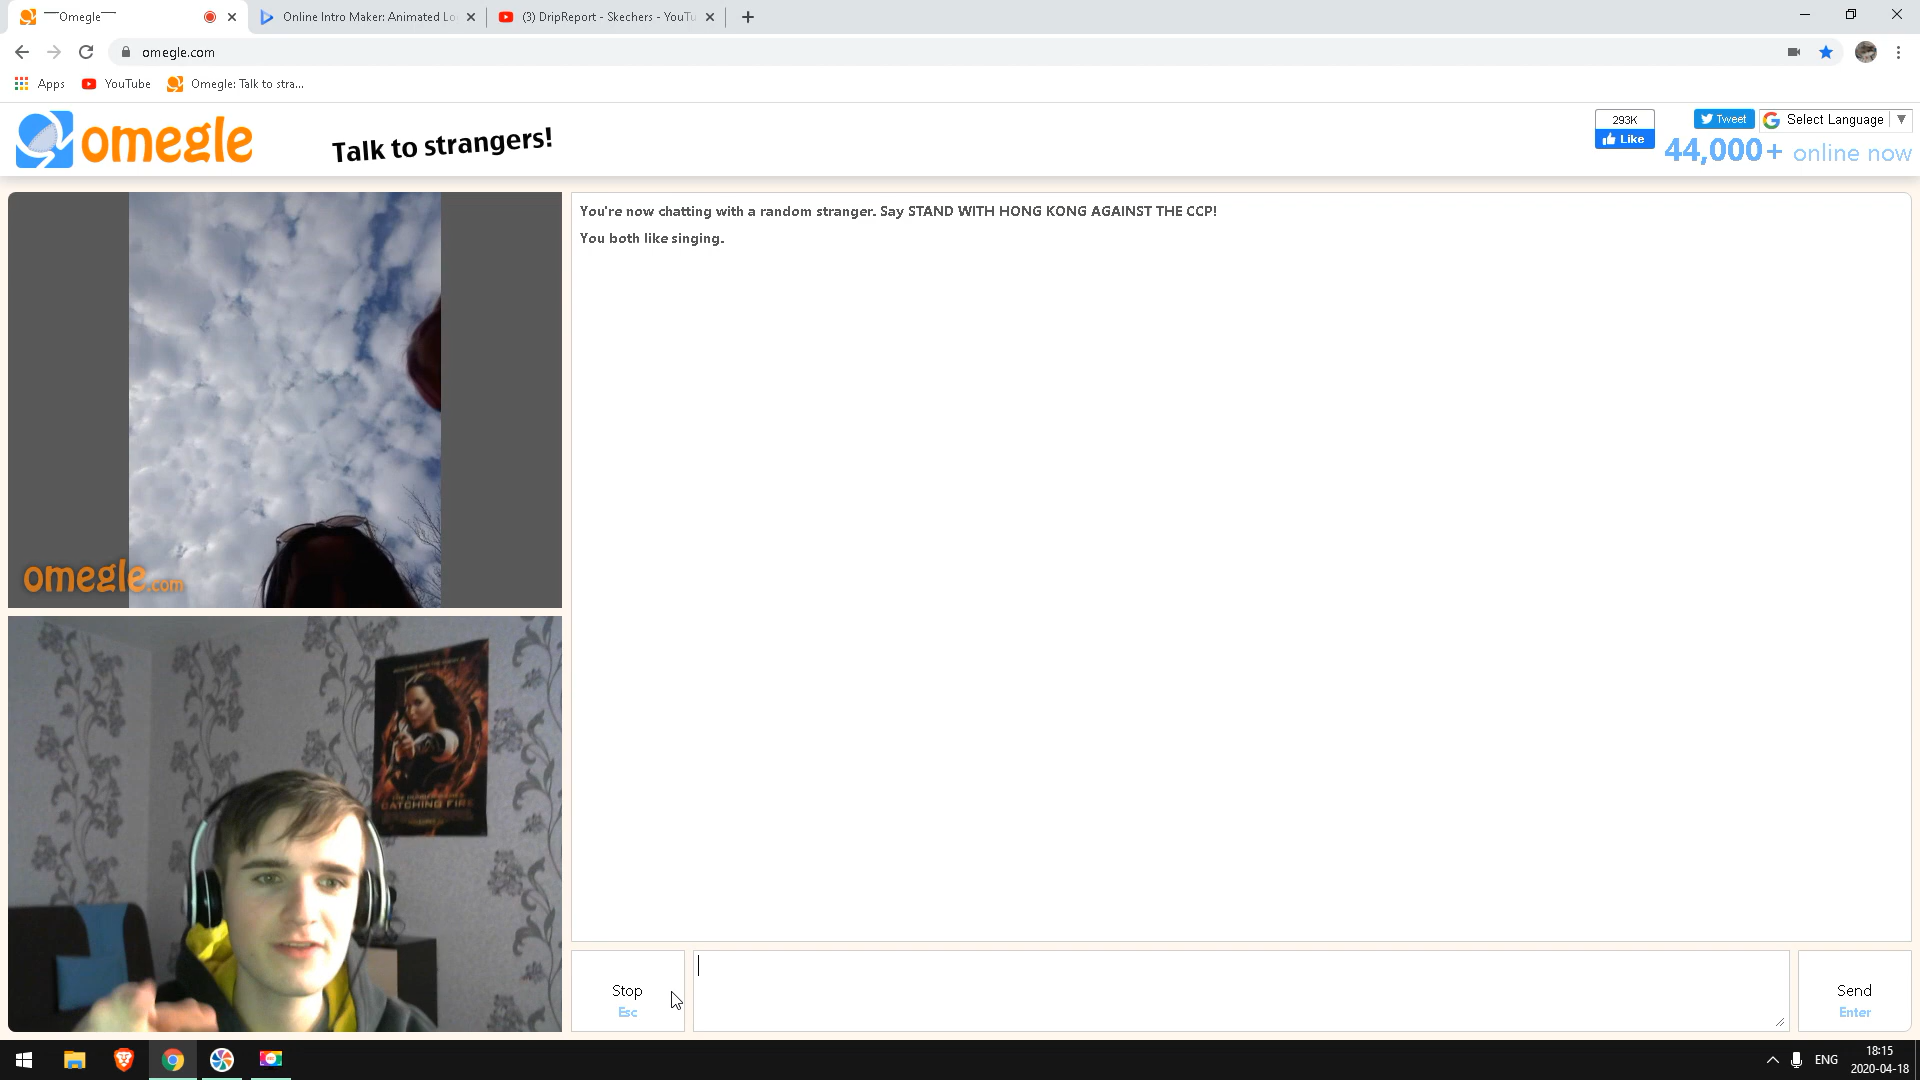 Omegle
Online Intro Maker: Animated Lo
(3) DripReport - Skechers - YouTu
omegle.com
Apps
YouTube
Omegle: Talk to stra...
omegle
Talk to strangers!
293K
Like
Tweet
Select Language
44,000+ online now
You're now chatting with a random stranger. Say STAND WITH HONG KONG AGAINST THE CCP!
You both like singing.
omegle.com
CATCHING FIRE
Stop
Esc
Send
Enter
ENG
18:15
2020-04-18